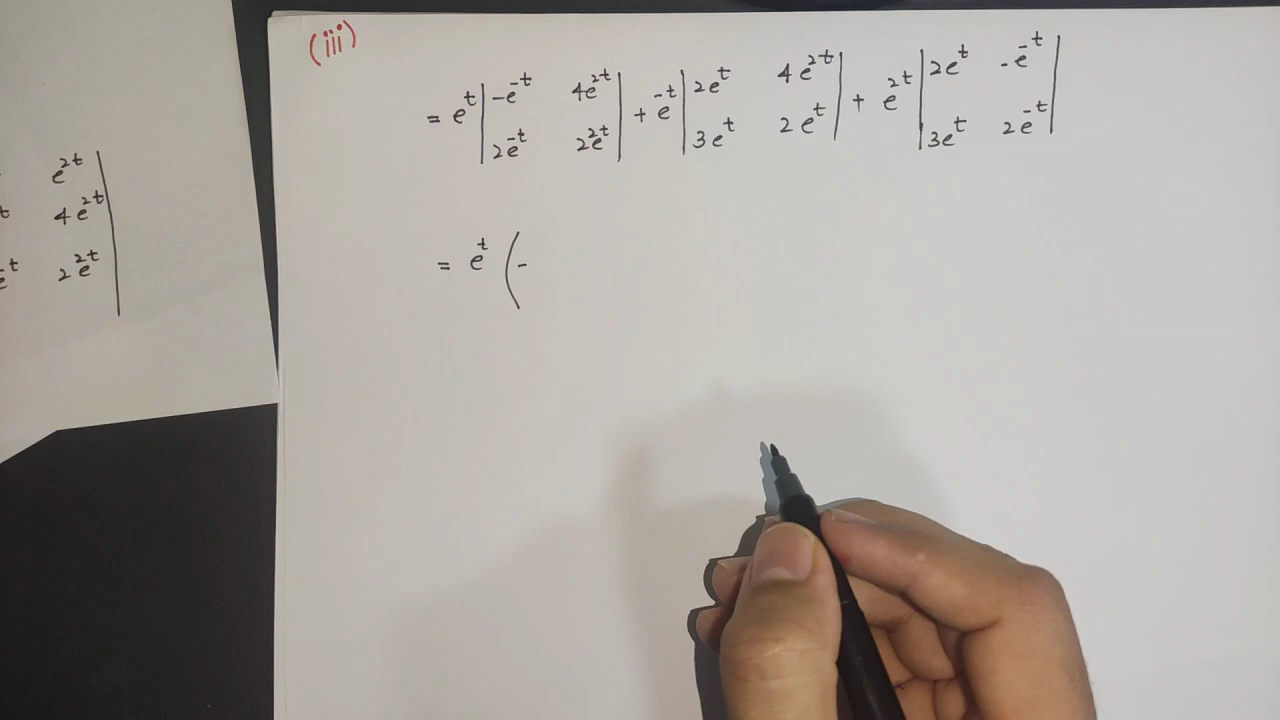 (iii)
= e^t | -e^-t 4e^2t | + e^-t | 2e^t 4e^2t | + e^2t | 2e^t -e^-t |
| 2e^-t 2e^2t | | 3e^t 2e^t | | 3e^t 2e^-t |
e^2t
t 4e^2t
e^-t 2e^2t
= e^t ( -